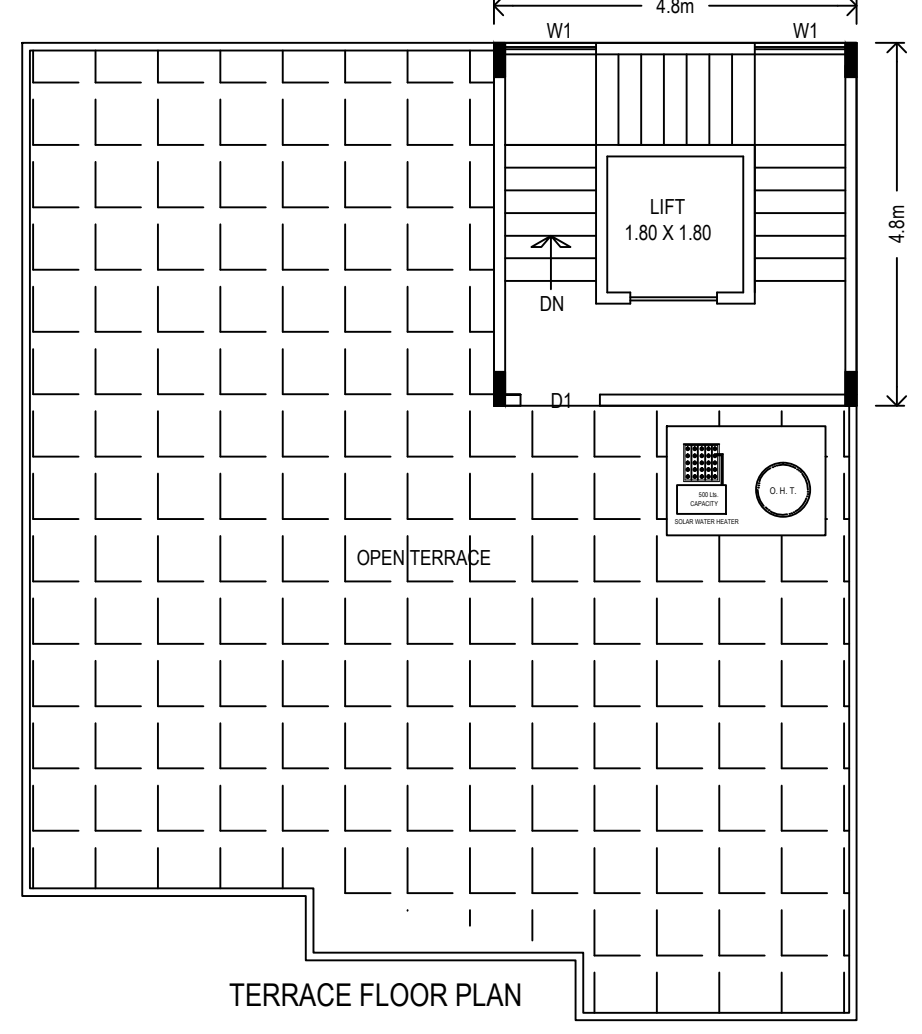 4.8m
W1
W1
LIFT
1.80 X 1.80
4.8m
DN
D1
500 Lts.
CAPACITY
O. H. T.
SOLAR WATER HEATER
OPEN TERRACE
TERRACE FLOOR PLAN